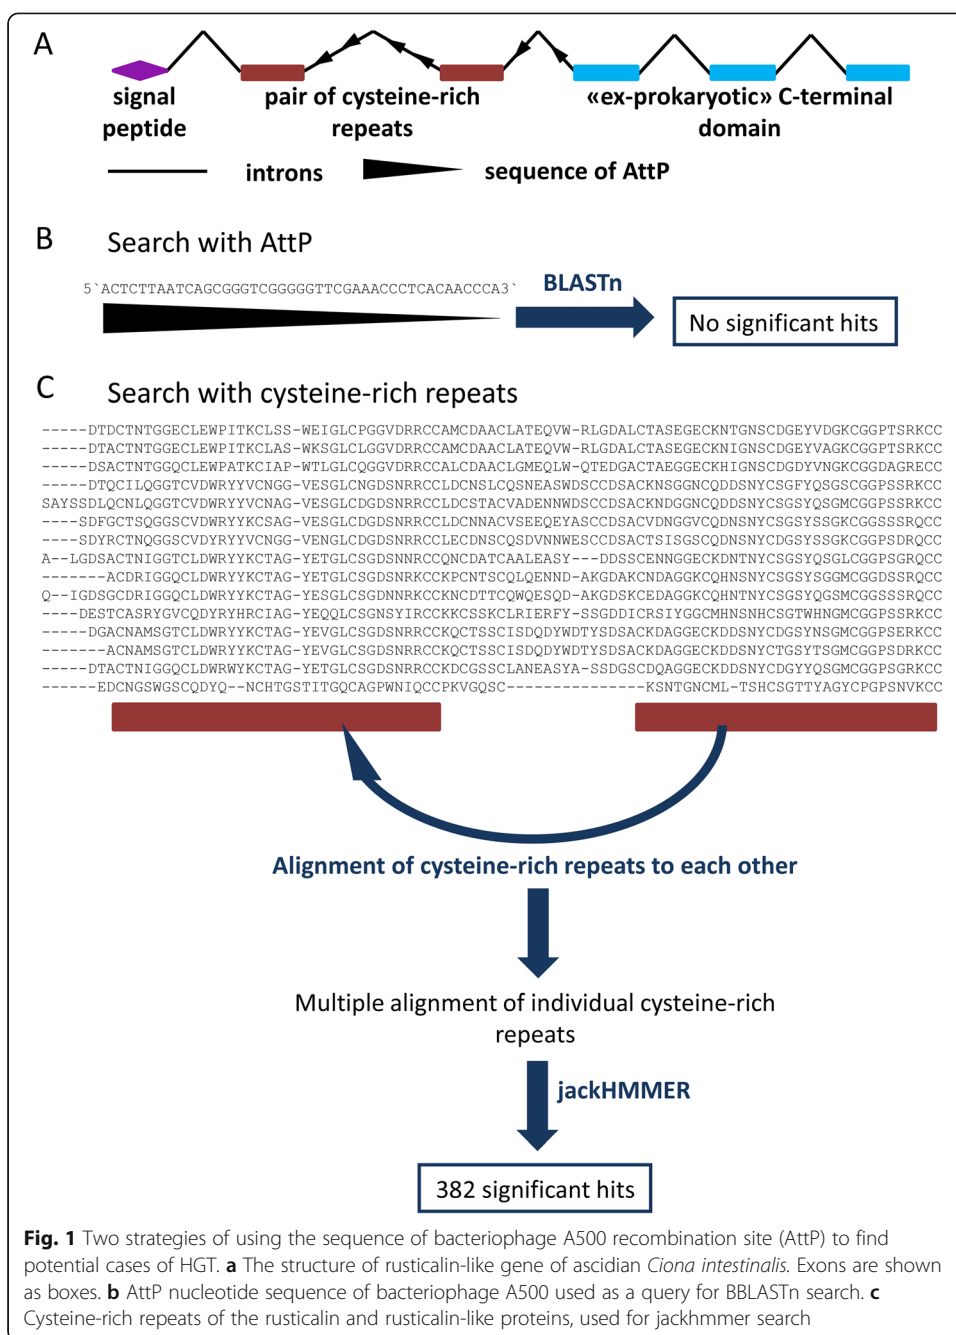 A
signal peptide
pair of cysteine-rich repeats
«ex-prokaryotic» C-terminal domain
introns
sequence of AttP
B
Search with AttP
5`ACTCTTAATCAGCGGGTCGGGGGTTCGAAACCCTCACAACCCA3`
BLASTn
No significant hits
C
Search with cysteine-rich repeats
-----DTDCTNTGGECLEWPITKCLSS-WEIGLCPGGVDRRCCAMCDAACLATEQVW-RLGDALCTASEGECKNTGNSCDGEYVDGKCGGPTSRKCC
-----DTACTNTGGECLEWPITKCLAS-WKSGLCLGGVDRRCCAMCDAACLATEQVW-RLGDALCTASEGECKNIGNSCDGEYVAGKCGGPTSRKCC
-----DSACTNTGGQCLEWPATKCIAP-WTLGLCQGGVDRRCCALCDAACLGMEQLW-QTEDGACTAEGGECKHIGNSCDGDYVNGKCGGDAGRECC
-----DTQCILQGGTCVDWRYYVCNGG-VESGLCNGDSNRRCCLDCNSLCQSNEASWDSCCDSACKNSGGNCQDDSNYCSGFYQSGSCGGPSSRKCC
SAYSSDLQCNLQGGTCVDWRYYVCNAG-VESGLCDGDSNRRCCLDCSTACVADENNWDSCCDSACKNDGGNCQDDSNYCSGSYQSGMCGGPSSRKCC
----SDFGCTSQGGSCVDWRYYKCSAG-VESGLCDGDSNRRCCLDCNNACVSEEQEYASCCDSACVDNGGVCQDDSNYCSGSYSSGKCGGSSSRQCC
----SDYRCTNQGGSCVDYRYYVCNGG-VENGLCDGDSNRRCCLECDNSCQSDVNNWESCCDSACTSISGSCQDNSNYCSGSYSSGKCGGPSDRQCC
A--LGDSACTNIGGTCLDWRYYKCTAG-YETGLCSGDSNNRCCQNCDATCAALEASY---DDSSCENNGGECKDNTNYCSGSYQSGLCGGPSGRQCC
-------ACDRIGGQCLDWRYYKCTAG-YETGLCSGDSNRKCCKPCNTSCQLQENND-AKGDAKCNDAGGKCQHNSNYCSGSYSGGMCGGDSSRQCC
Q--IGDSGCDRIGGQCLDWRYYKCTAG-YETGLCSGDNNRKCCKNCDTTCQWQESQD-AKGDSKCEDAGGKCQHNTNYCSGSYQGSMCGGSSSRQCC
----DESTCASRYGVCQDYRYHRCIAG-YEQQLCSGNSYIRCCKKCSSKCLRIERFY-SSGDDICRSIYGGCMHNSNHCSGTWHNGMCGGPSSRKCC
-----DGACNAMSGTCLDWRYYKCTAG-YEVGLCSGDSNRRCCKQCTSSCISDQDYWDTYSDSACKDAGGECKDDSNYCDGSYNSGMCGGPSERKCC
-------ACNAMSGTCLDWRYYKCTAG-YEVGLCSGDSNRRCCKQCTSSCISDQDYWDTYSDSACKDAGGECKDDSNYCTGSYTSGMCGGPSDRKCC
-----DTACTNIGGQCLDWRWYKCTAG-YETGLCSGDSNRRCCKDCGSSCLANEASYA-SSDGSCDQAGGECKDDSNYCDGYYQSGMCGGPSGRKCC
------EDCNGSWGSCQDYQ--NCHTGSTITGQCAGPWNIQCCPKVGQSC---------------KSNTGNCML-TSHCSGTTYAGYCPGPSNVKCC
Alignment of cysteine-rich repeats to each other
Multiple alignment of individual cysteine-rich
repeats
jackHMMER
382 significant hits
Fig. 1 Two strategies of using the sequence of bacteriophage A500 recombination site (AttP) to find
potential cases of HGT. a The structure of rusticalin-like gene of ascidian Ciona intestinalis. Exons are shown
as boxes. b AttP nucleotide sequence of bacteriophage A500 used as a query for BBLASTn search. c
Cysteine-rich repeats of the rusticalin and rusticalin-like proteins, used for jackhmmer search